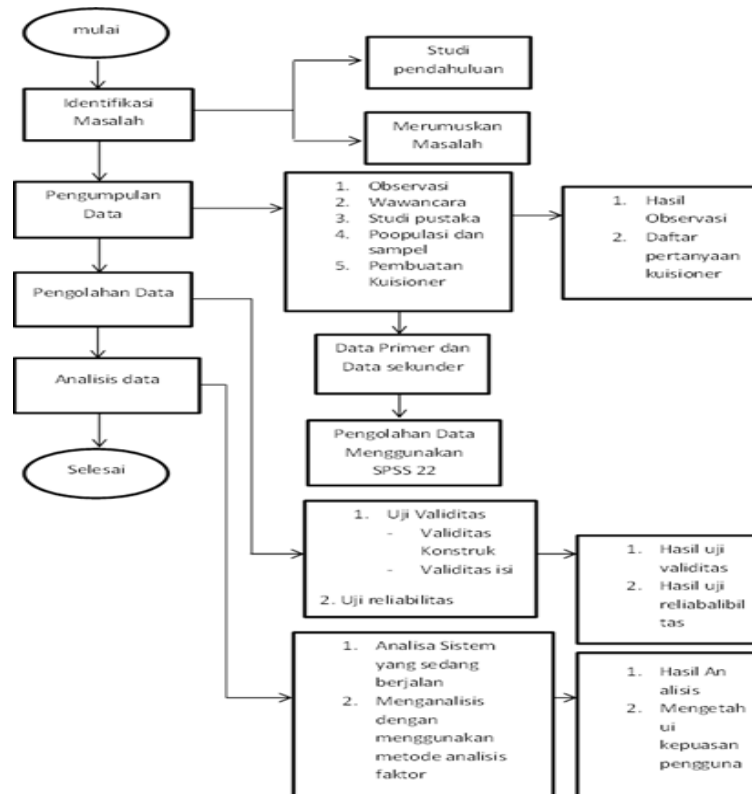 mulai
Studi
pendahuluan
Identifikasi
Masalah
Merumuskan
Masalah
Pengumpulan
Data
1. Observasi
2. Wawancara
3. Studi pustaka
4. Poopulasi dan
sampel
5. Pembuatan
Kuisioner
1. Hasil
Observasi
2. Daftar
pertanyaan
kuisioner
Pengolahan Data
Data Primer dan
Data sekunder
Analisis data
Pengolahan Data
Menggunakan
SPSS 22
Selesai
1. Uji Validitas
- Validitas
Konstruk
- Validitas isi
2. Uji reliabilitas
1. Hasil uji
validitas
2. Hasil uji
reliabalibil
tas
1. Analisa Sistem
yang sedang
berjalan
2. Menganalisis
dengan
menggunakan
metode analisis
faktor
1. Hasil An
alisis
2. Mengetah
ui
kepuasan
pengguna